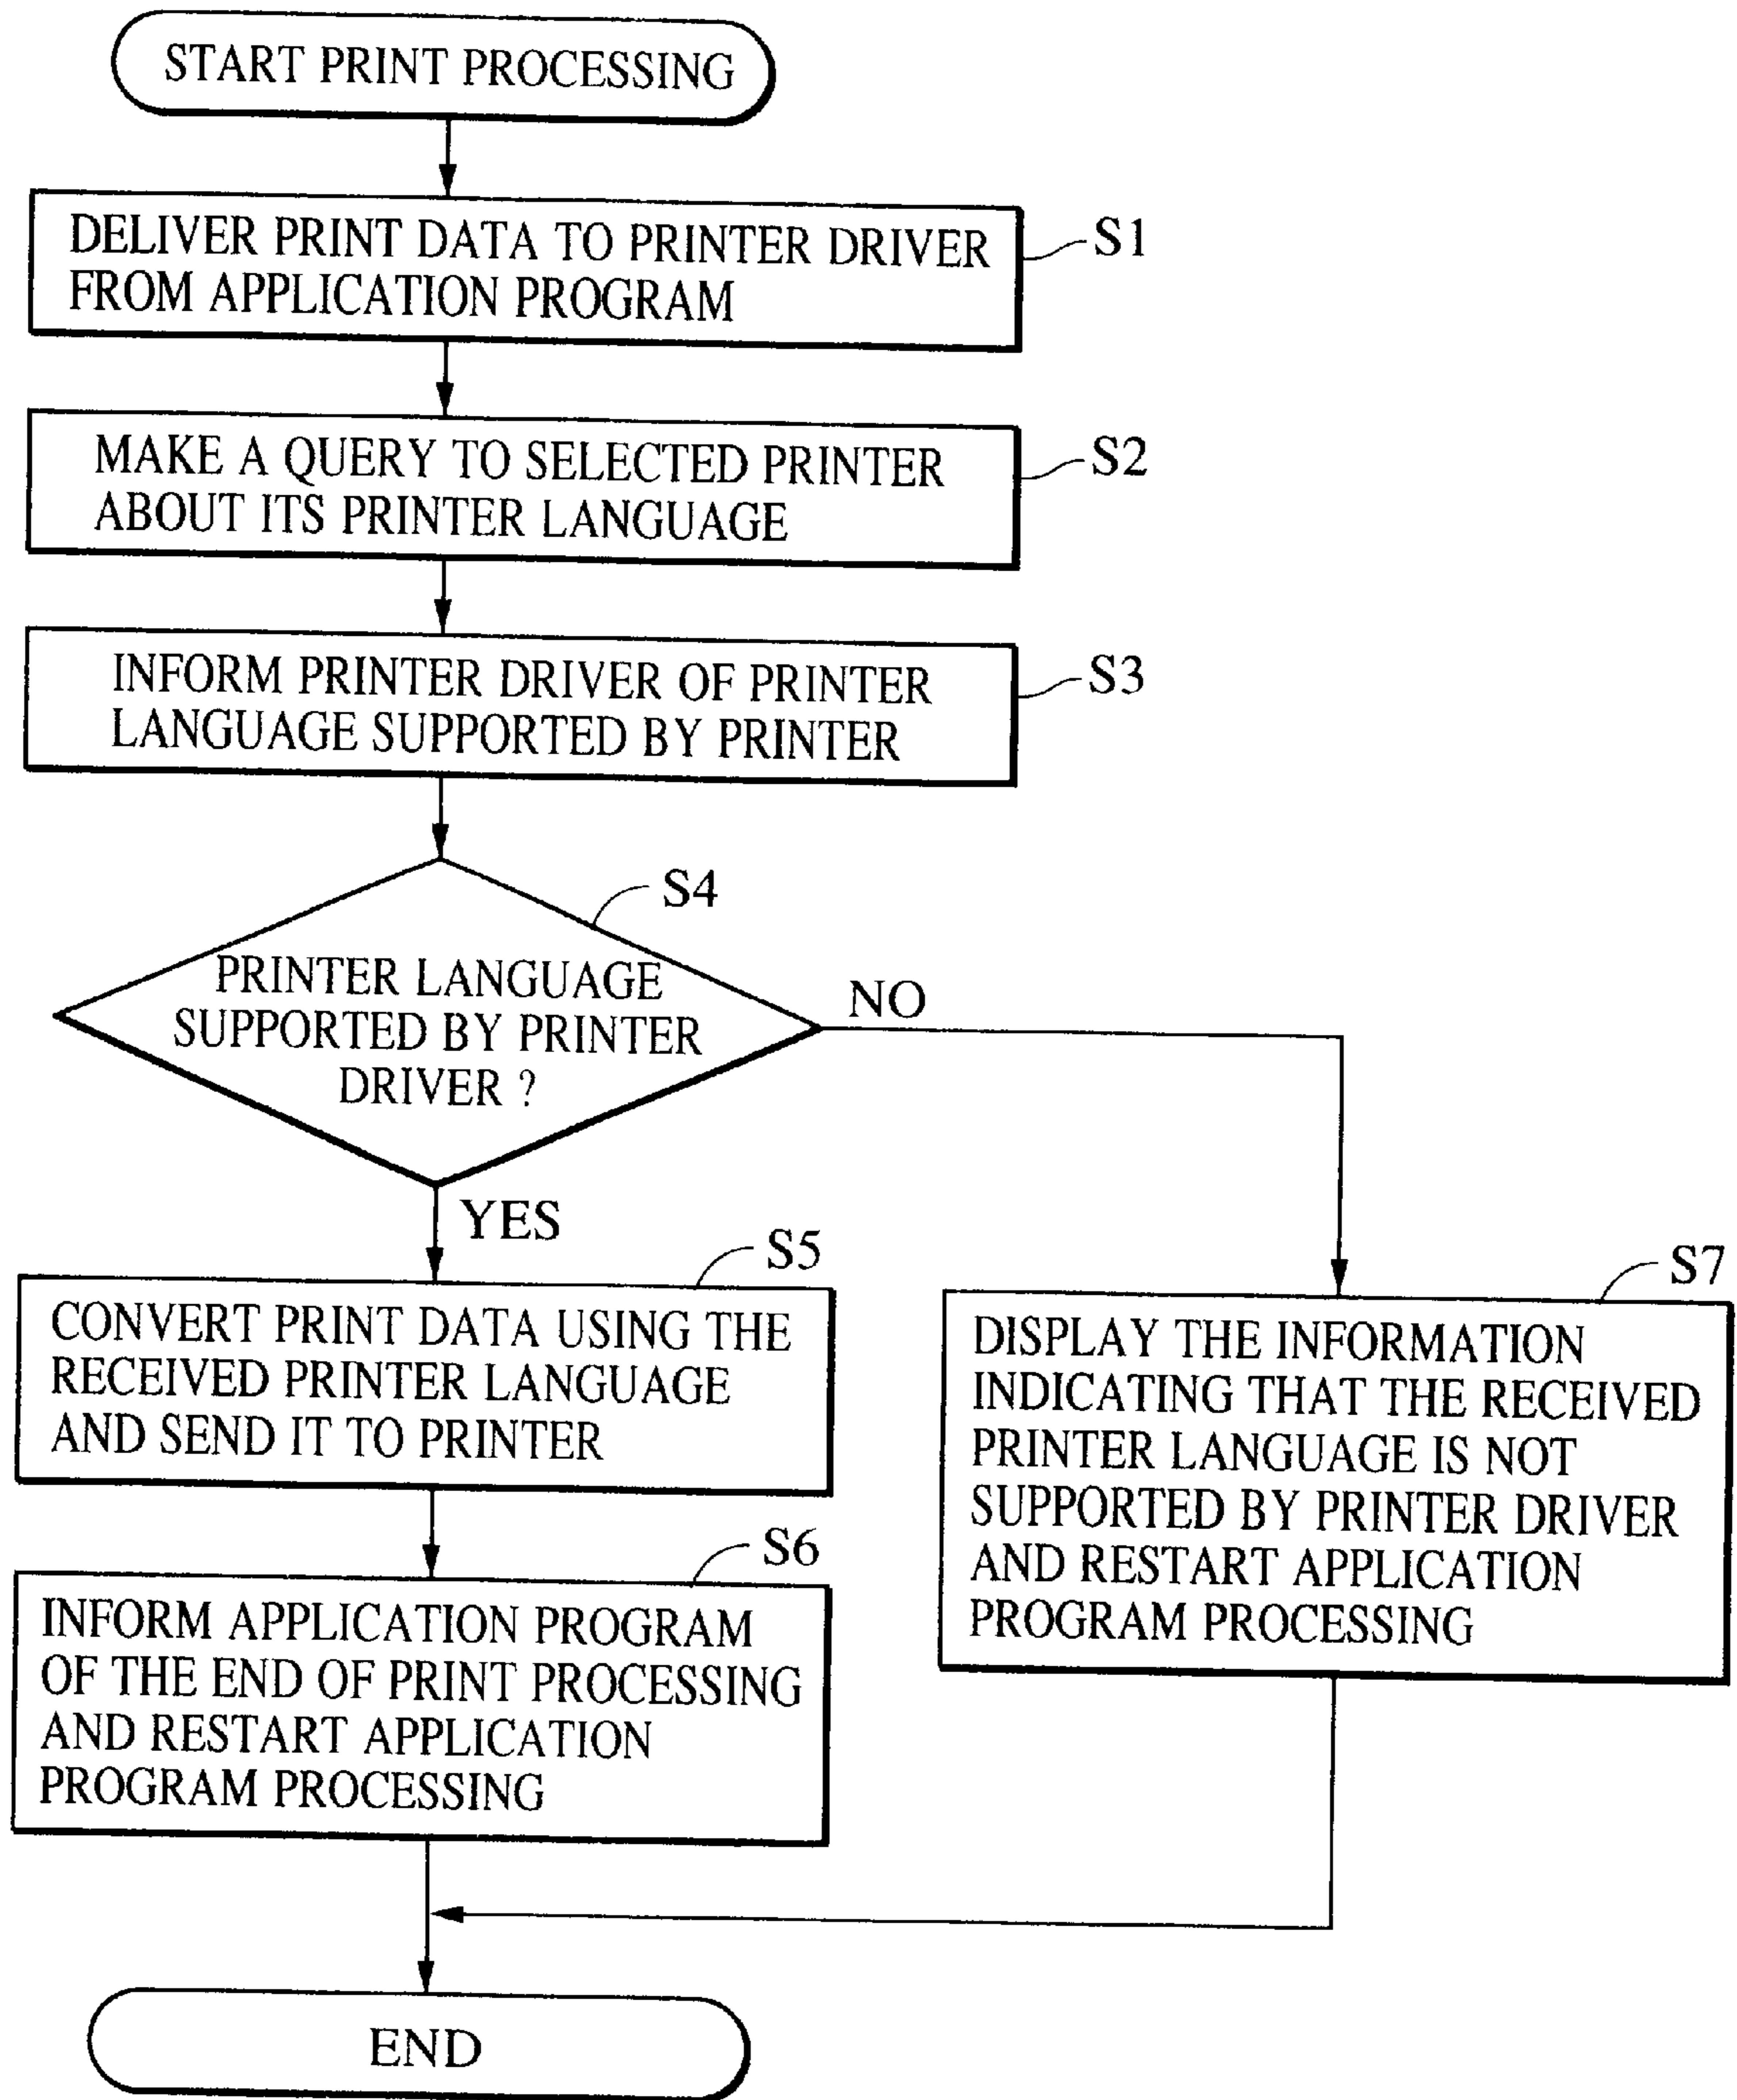 START PRINT PROCESSING
DELIVER PRINT DATA TO PRINTER DRIVER
FROM APPLICATION PROGRAM
S1
MAKE A QUERY TO SELECTED PRINTER
ABOUT ITS PRINTER LANGUAGE
S2
INFORM PRINTER DRIVER OF PRINTER
LANGUAGE SUPPORTED BY PRINTER
S3
S4
PRINTER LANGUAGE
SUPPORTED BY PRINTER
DRIVER ?
NO
YES
S5
CONVERT PRINT DATA USING THE
RECEIVED PRINTER LANGUAGE
AND SEND IT TO PRINTER
S6
INFORM APPLICATION PROGRAM
OF THE END OF PRINT PROCESSING
AND RESTART APPLICATION
PROGRAM PROCESSING
S7
DISPLAY THE INFORMATION
INDICATING THAT THE RECEIVED
PRINTER LANGUAGE IS NOT
SUPPORTED BY PRINTER DRIVER
AND RESTART APPLICATION
PROGRAM PROCESSING
END